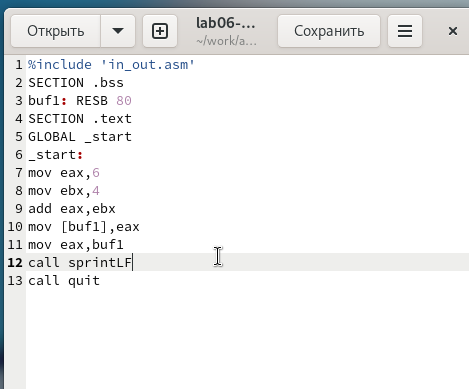 Открыть
lab06-...
~/work/a...
Сохранить
1 %include 'in_out.asm'
2 SECTION .bss
3 buf1: RESB 80
4 SECTION .text
5 GLOBAL _start
6 _start:
7 mov eax,6
8 mov ebx,4
9 add eax,ebx
10 mov [buf1],eax
11 mov eax,buf1
12 call sprintLF
13 call quit